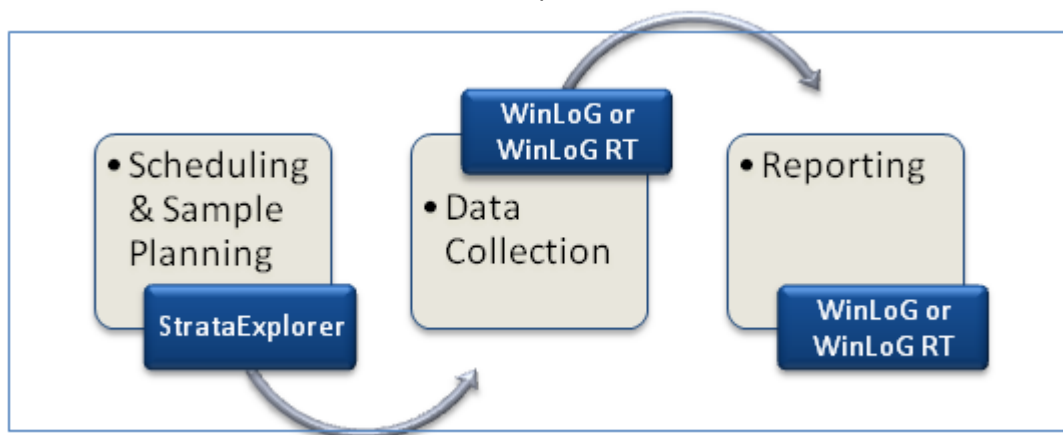 • Scheduling
& Sample
Planning
StrataExplorer
WinLoG or
WinLoG RT
• Data
Collection
• Reporting
WinLoG or
WinLoG RT